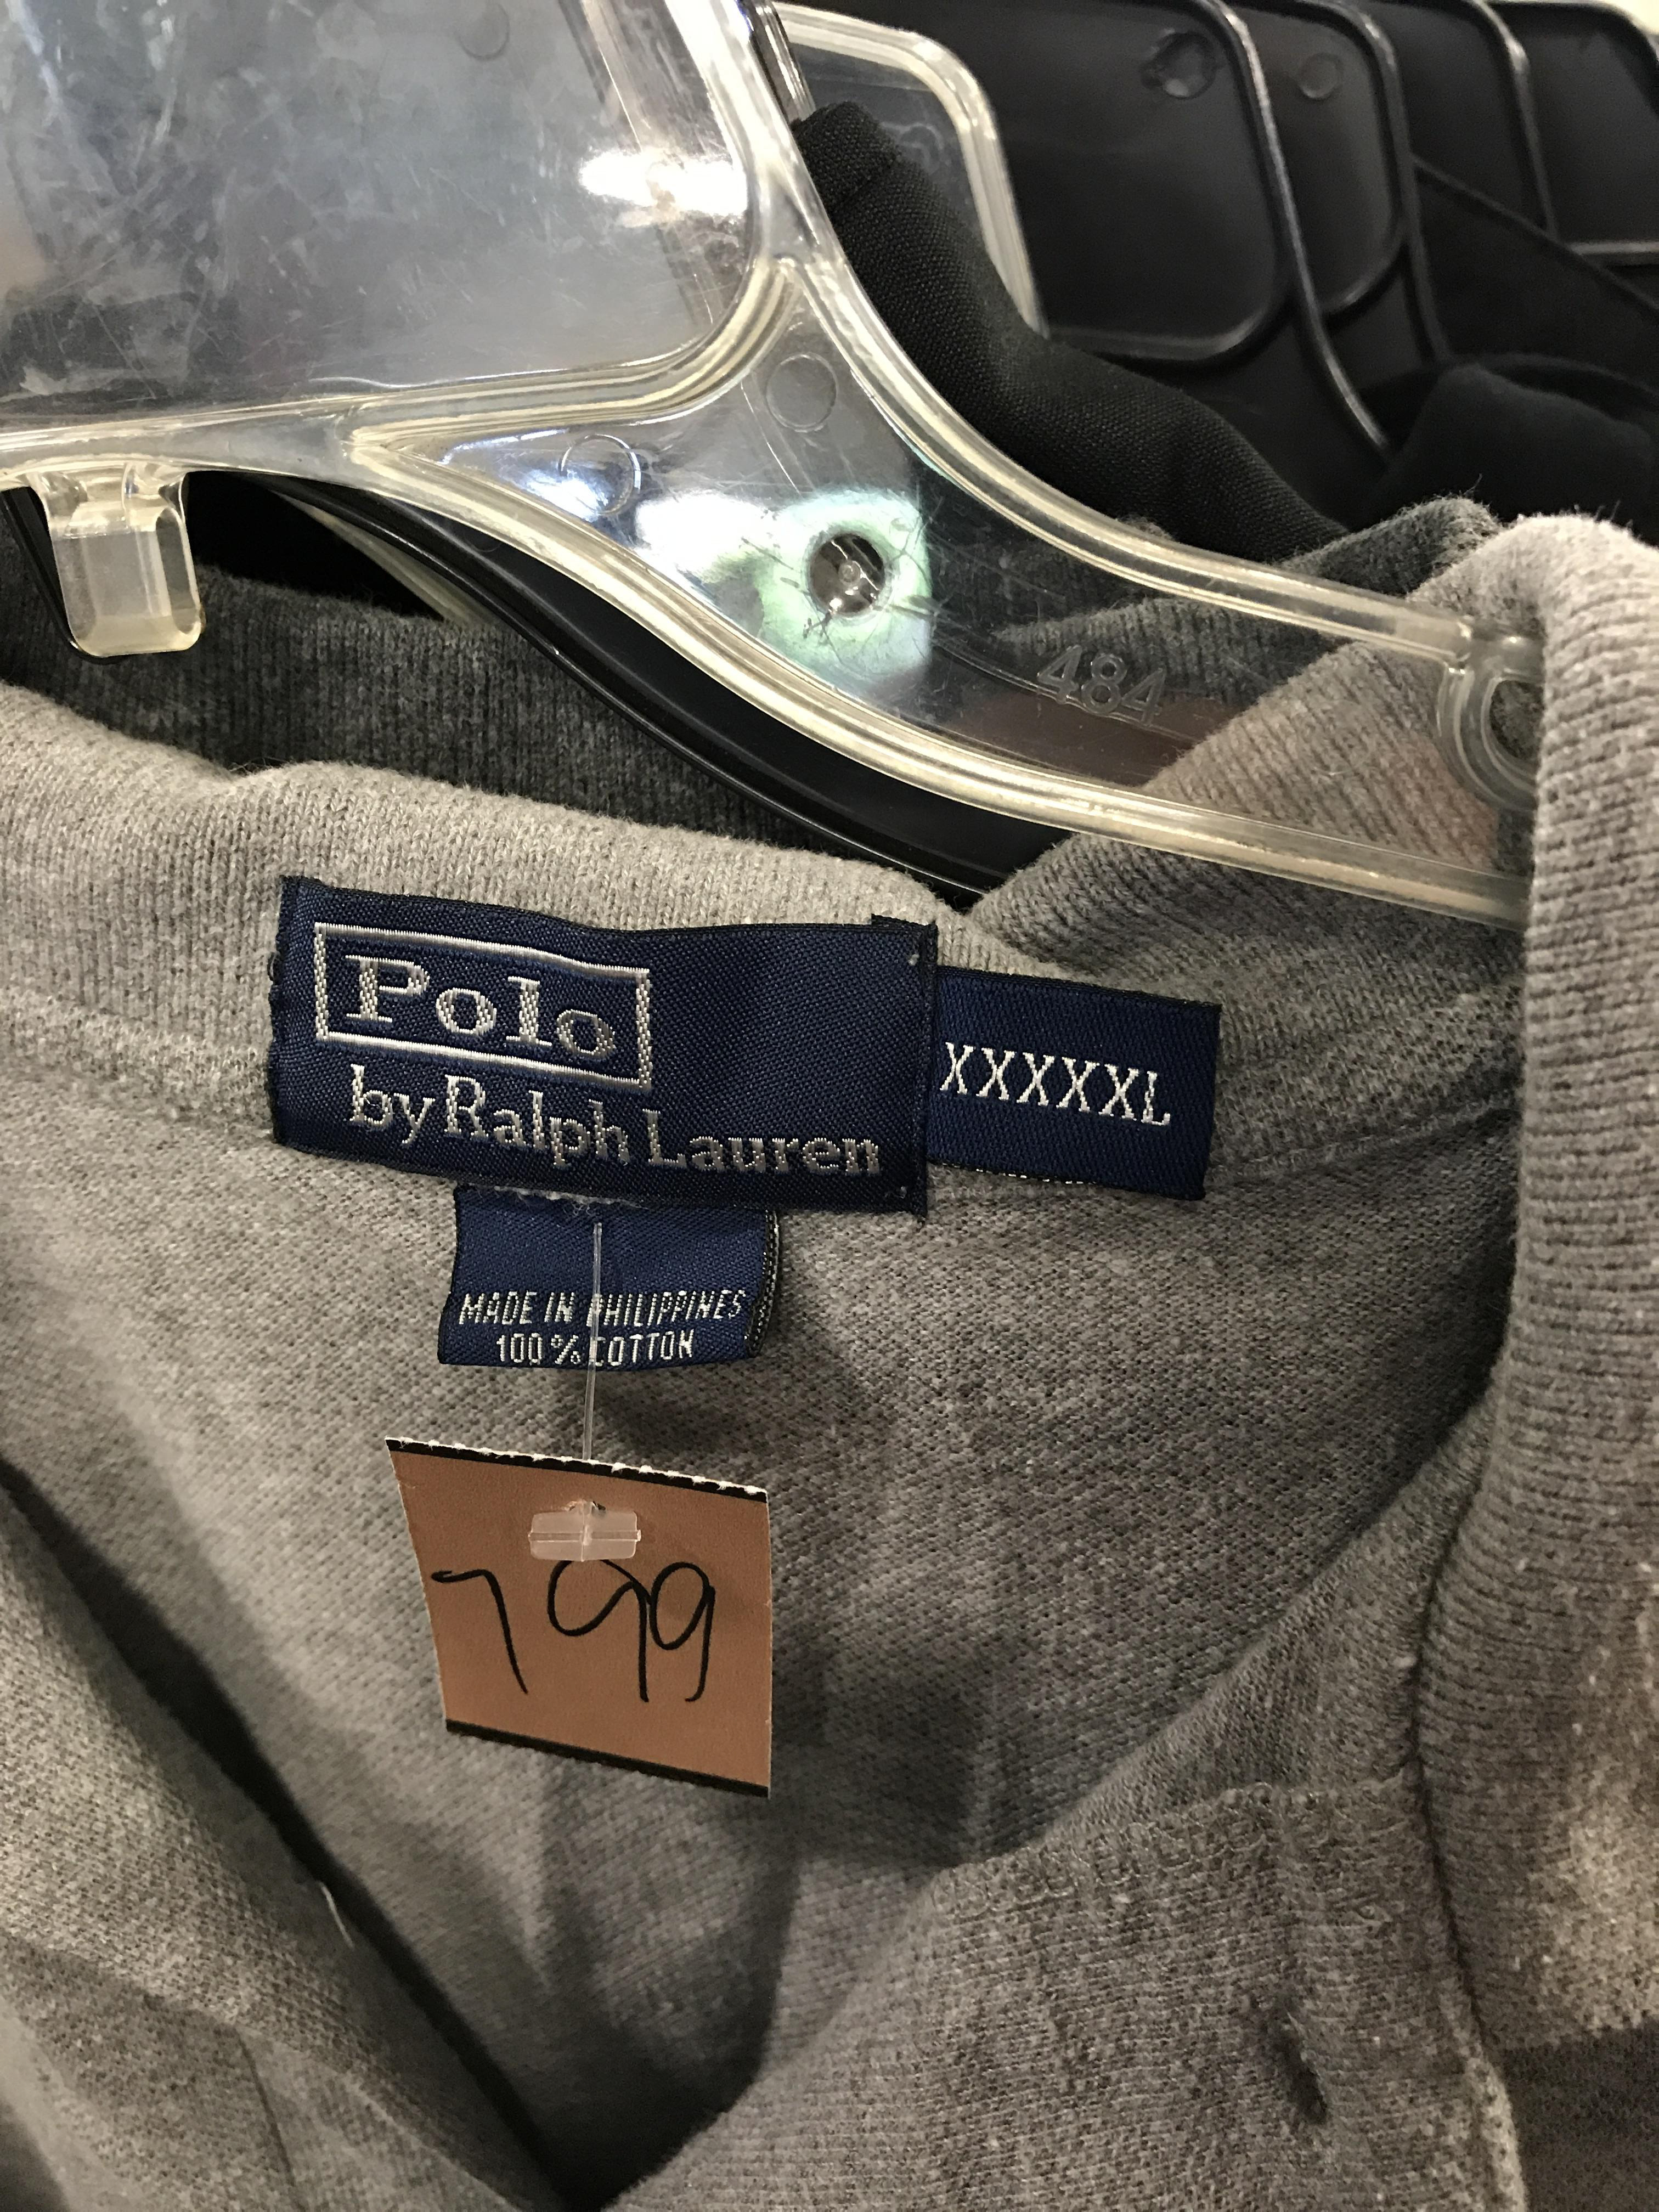 484
Polo
by Ralph Lauren
XXXXXL
MADE IN PHILIPPINES
100% COTTON
799